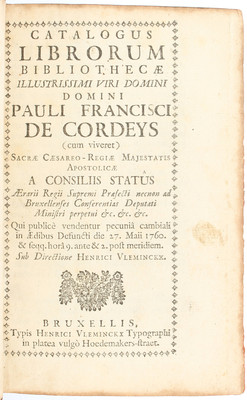 CATALOGUS
LIBRORUM
BIBLIOTHECÆ
ILLUSTRISSIMI VIRI DOMINI
DOMINI
PAULI FRANCISCI
DE CORDEYS
(cum viveret)
SACRÆ CÆSAREO-REGIÆ MAJESTATIS
APOSTOLICÆ
A CONSILIIS STATÛS
Ærarii Regii Supremi Præfecti necnon ad
Bruxellenses Conferentias Deputati
Ministri perpetui &c. &c. &c.
Qui publicè vendentur pecuniâ cambiali
in Ædibus Defuncti die 27. Maii 1760.
& seqq. horâ 9. ante & 2. post meridiem.
Sub Directione HENRICI VLEMINCKX.
BRUXELLIS,
Typis HENRICI VLEMINCKX Typographi
in platea vulgò Hoedemakers-straet.